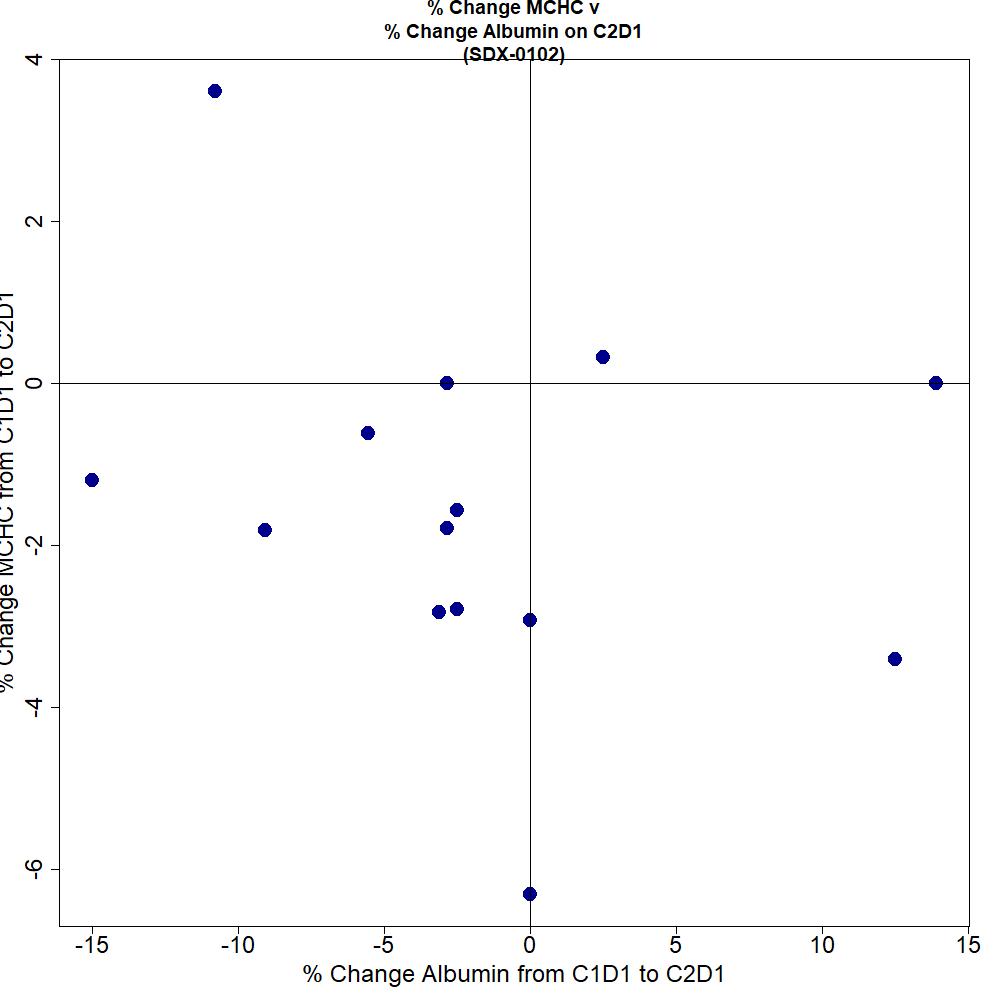 % Change MCHC v
% Change Albumin on C2D1
(SDX-0102)
4
2
0
-2
-4
-6
% Change MCHC from C1D1 to C2D1
-15 -10 -5 0 5 10 15
% Change Albumin from C1D1 to C2D1